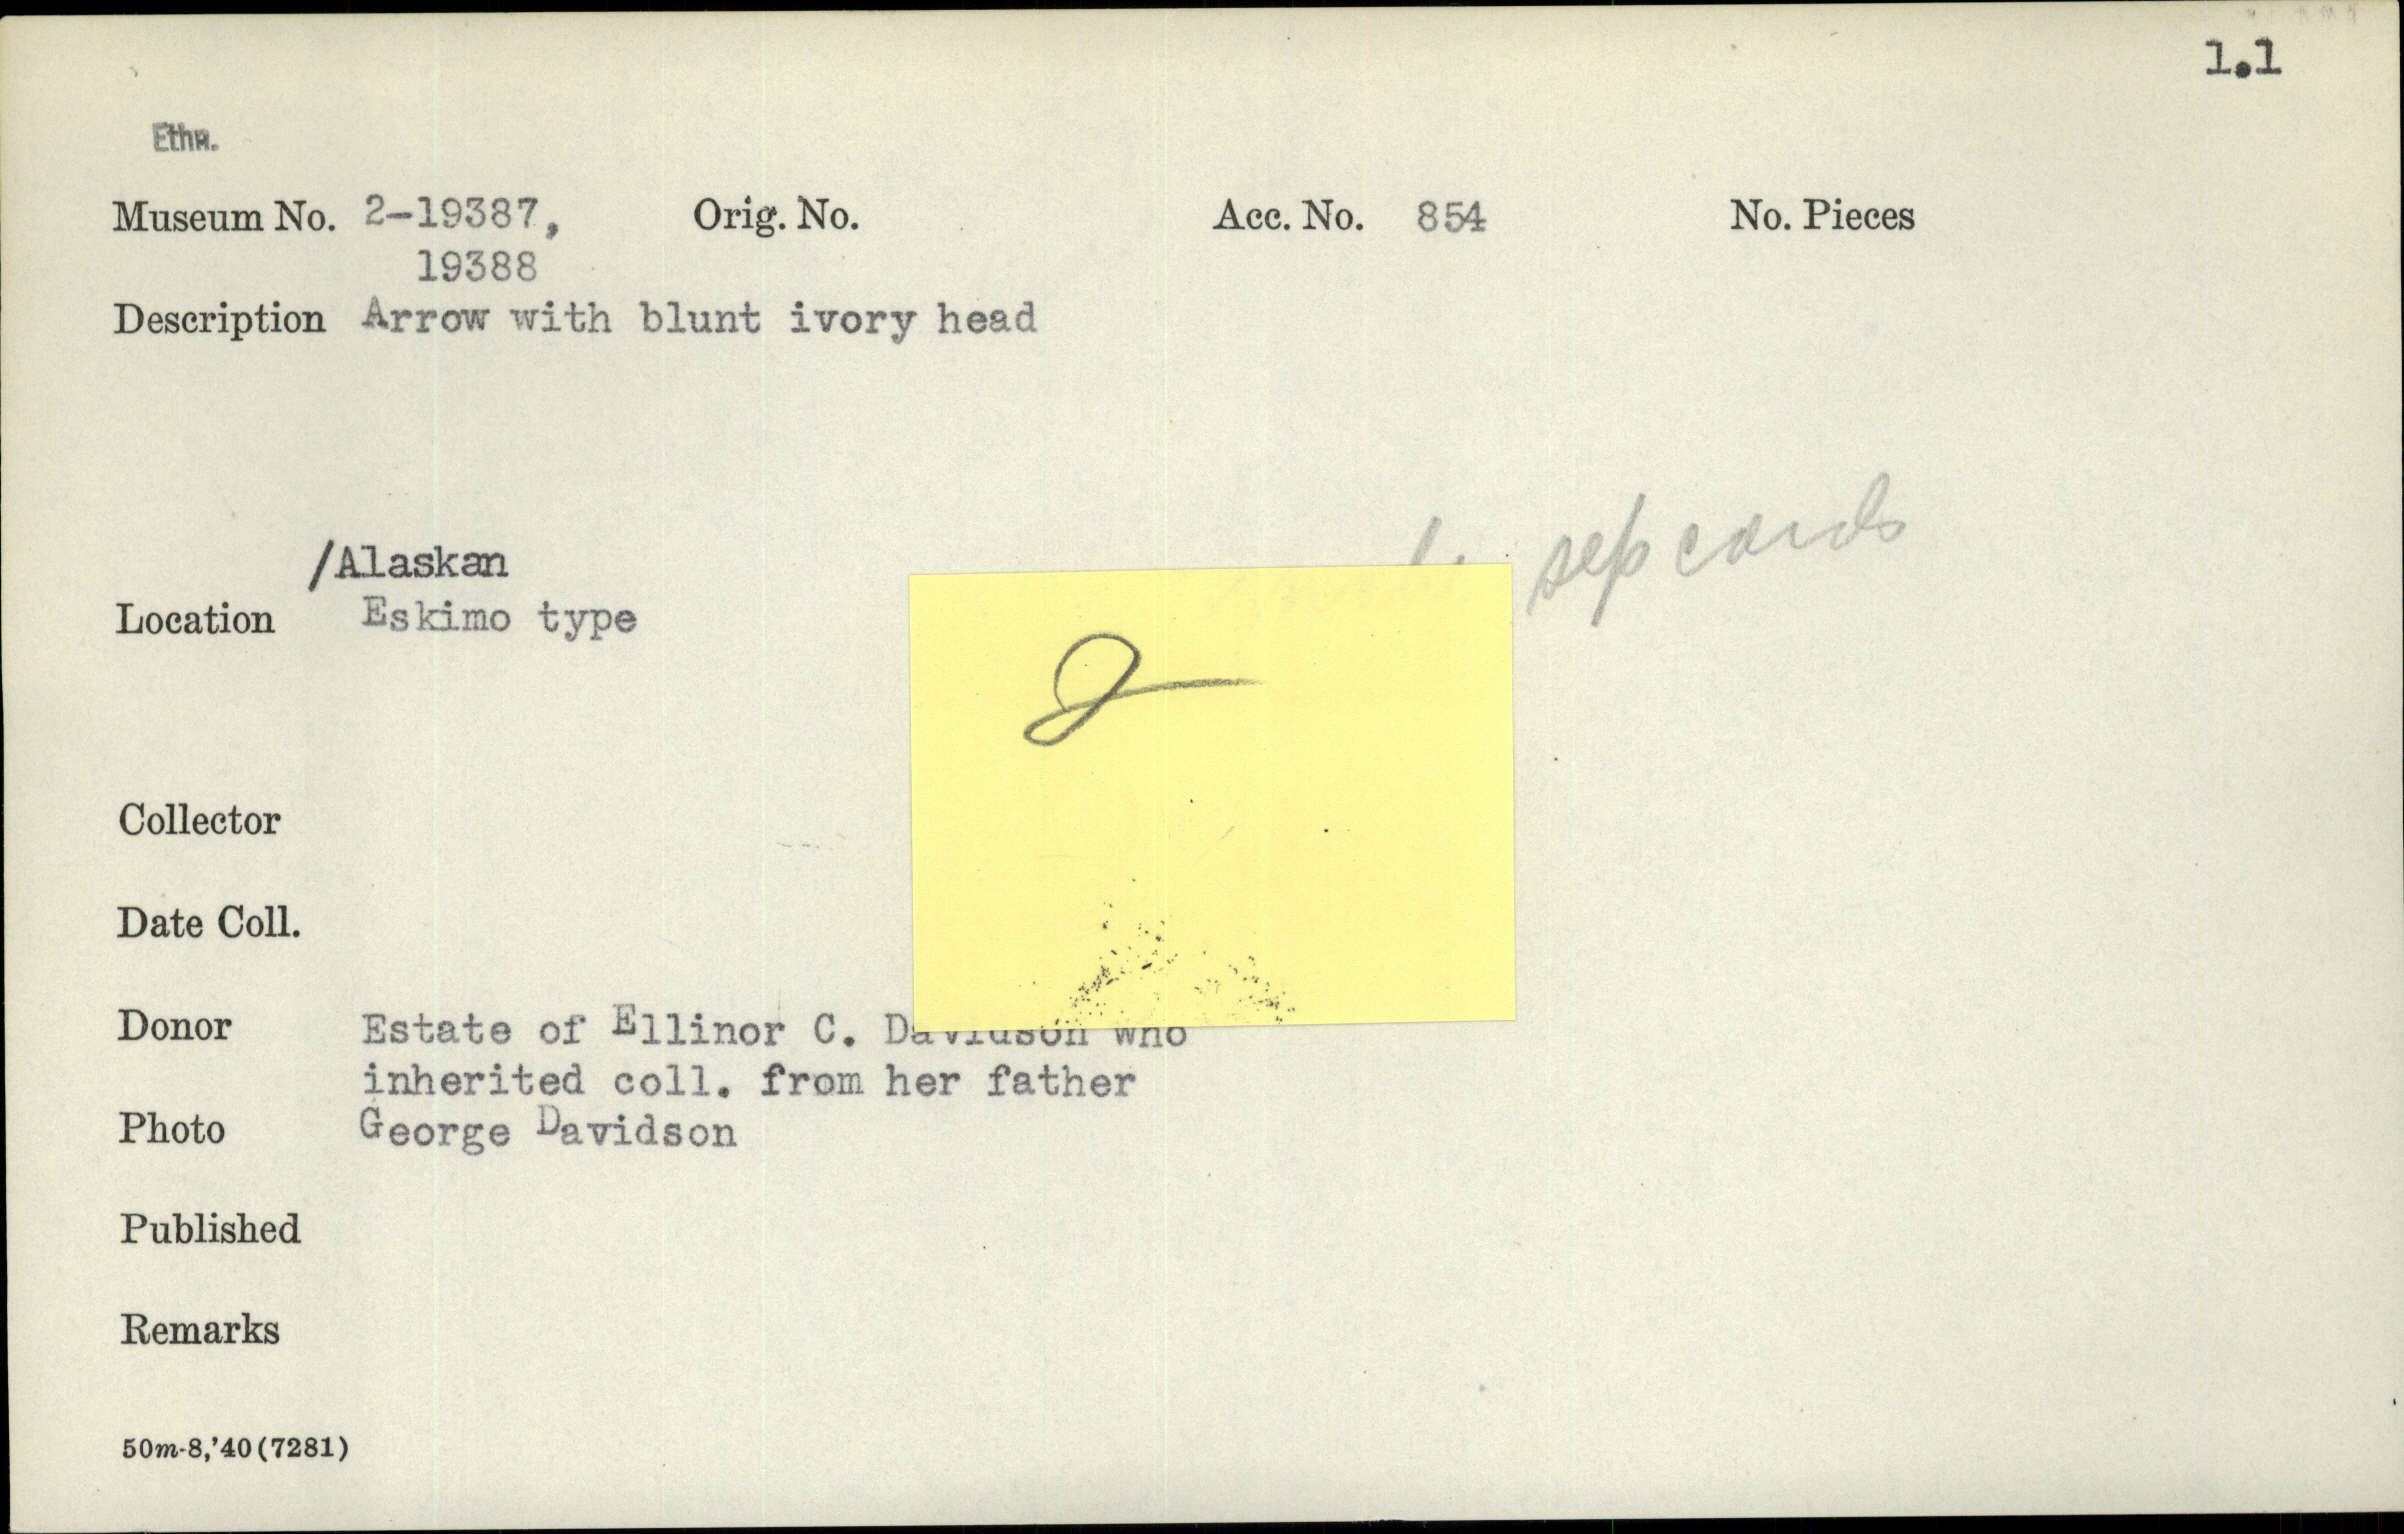 1.1
Ethn.
Museum No. 2-19387, Orig. No. Acc. No. 854 No. Pieces
19388
Description Arrow with blunt ivory head
/Alaskan
sep cards
Location Eskimo type
2-
Collector
Date Coll.
Donor Estate of Ellinor C. Davidson who
inherited coll. from her father
Photo George Davidson
Published
Remarks
50m-8,'40(7281)